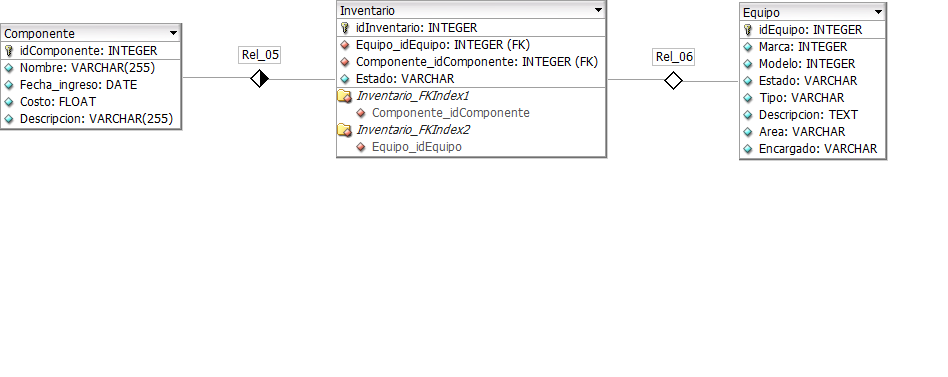 Componente
idComponente: INTEGER
Nombre: VARCHAR(255)
Fecha_ingreso: DATE
Costo: FLOAT
Descripcion: VARCHAR(255)
Rel_05
Inventario
idInventario: INTEGER
Equipo_idEquipo: INTEGER (FK)
Componente_idComponente: INTEGER (FK)
Estado: VARCHAR
Inventario_FKIndex1
Componente_idComponente
Inventario_FKIndex2
Equipo_idEquipo
Rel_06
Equipo
idEquipo: INTEGER
Marca: INTEGER
Modelo: INTEGER
Estado: VARCHAR
Tipo: VARCHAR
Descripcion: TEXT
Area: VARCHAR
Encargado: VARCHAR